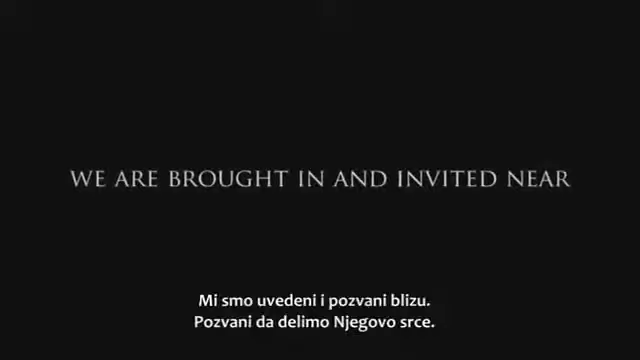 WE ARE BROUGHT IN AND INVITED NEAR
Mi smo uvedeni i pozvani blizu.
Pozvani da delimo Njegovo srce.